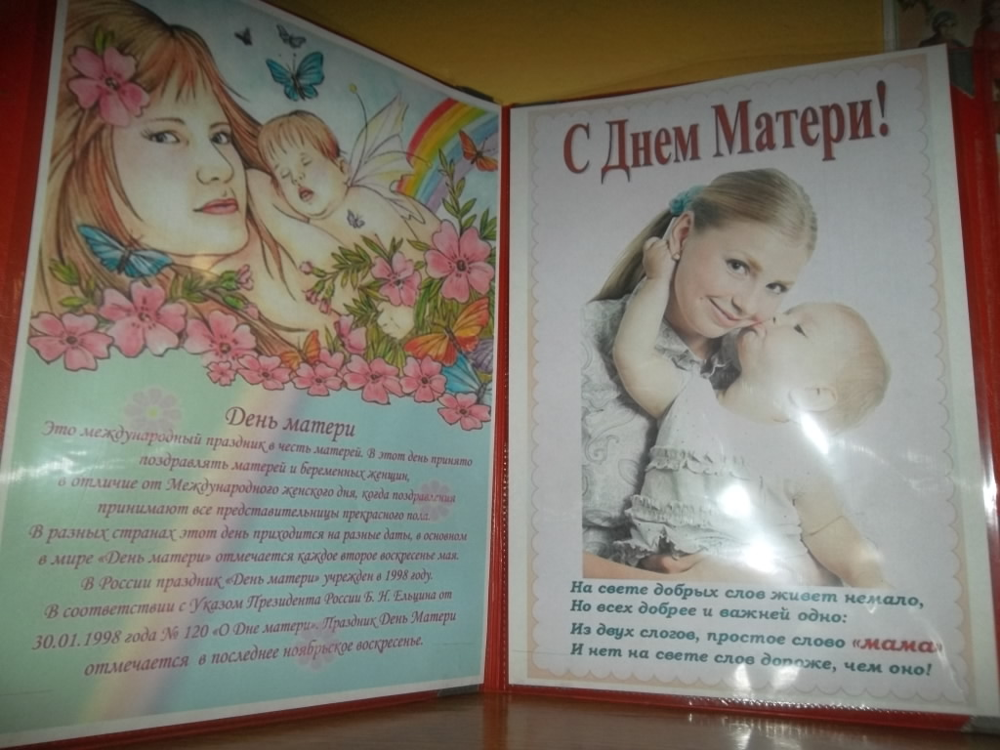 День матери
Это международный праздник в честь матерей. В этот день принято
поздравлять матерей и беременных женщин,
в отличие от Международного женского дня, когда поздравления
принимают все представительницы прекрасного пола.
В разных странах этот день приходится на разные даты, в основном
в мире «День матери» отмечается каждое второе воскресенье мая.
В России праздник «День матери» учрежден в 1998 году.
В соответствии с Указом Президента России Б. Н. Ельцина от
30.01.1998 года № 120 «О Дне матери». Праздник День Матери
отмечается в последнее ноябрьское воскресенье.
С Днем Матери!
На свете добрых слов живет немало,
Но всех добрее и важней одно:
Из двух слогов, простое слово «мама»
И нет на свете слов дороже, чем оно!